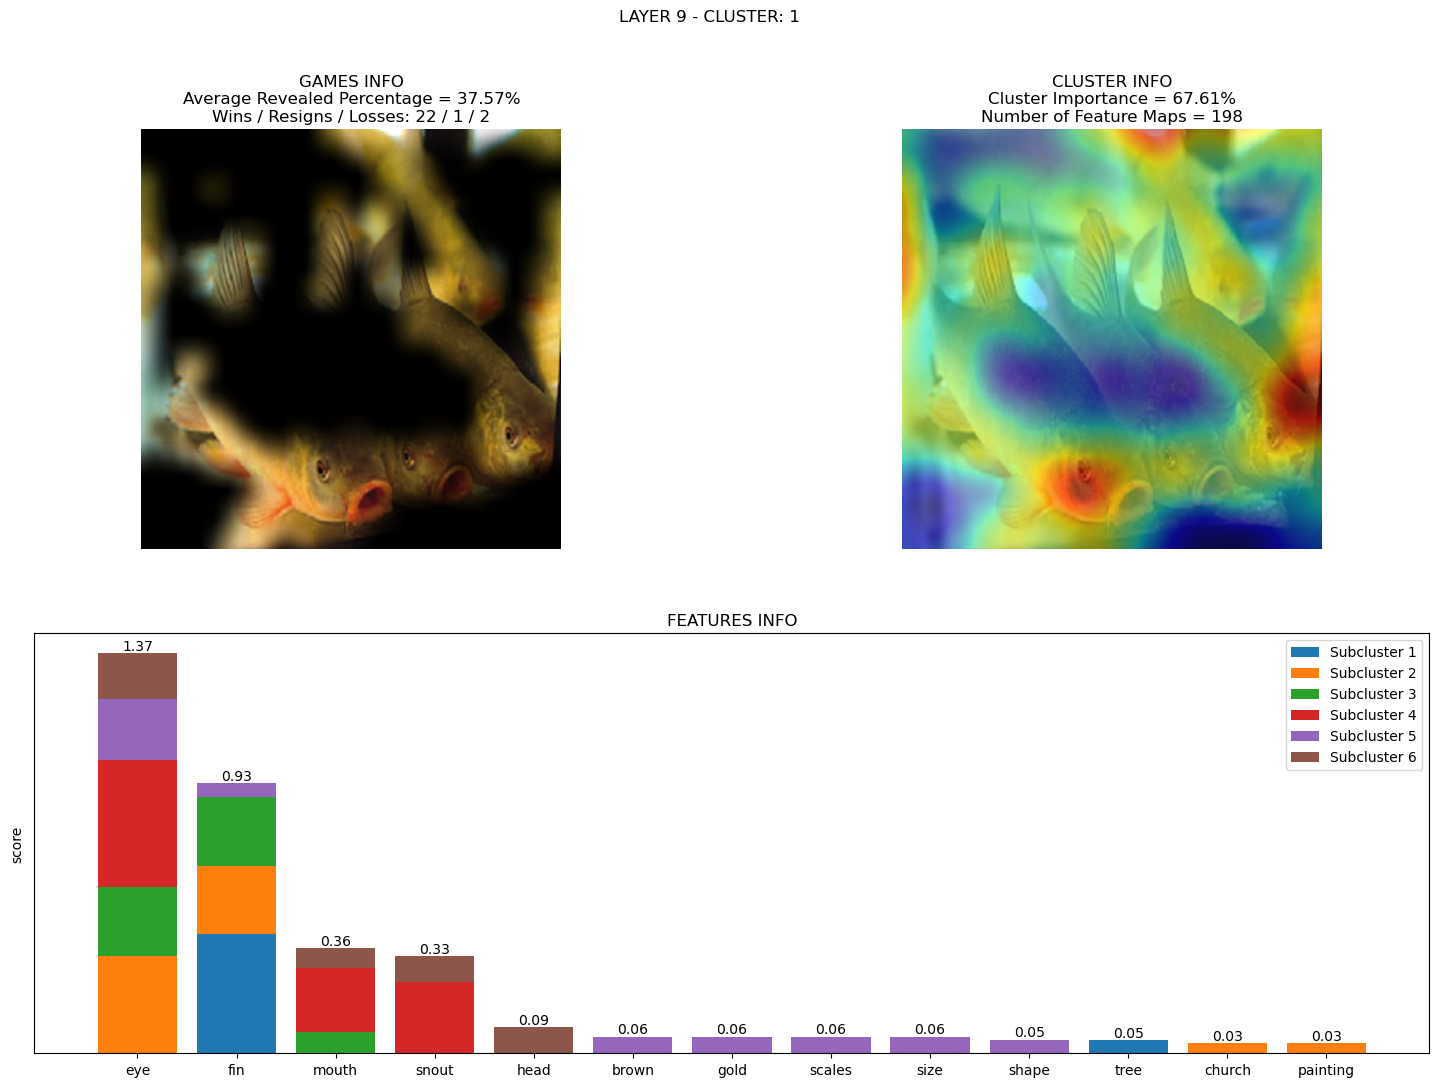 LAYER 9 - CLUSTER: 1
GAMES INFO
Average Revealed Percentage = 37.57%
Wins / Resigns / Losses: 22 / 1 / 2
CLUSTER INFO
Cluster Importance = 67.61%
Number of Feature Maps = 198
FEATURES INFO
score
1.37
0.93
0.36
0.33
0.09
0.06
0.06
0.06
0.06
0.05
0.05
0.03
0.03
Subcluster 1
Subcluster 2
Subcluster 3
Subcluster 4
Subcluster 5
Subcluster 6
eye
fin
mouth
snout
head
brown
gold
scales
size
shape
tree
church
painting